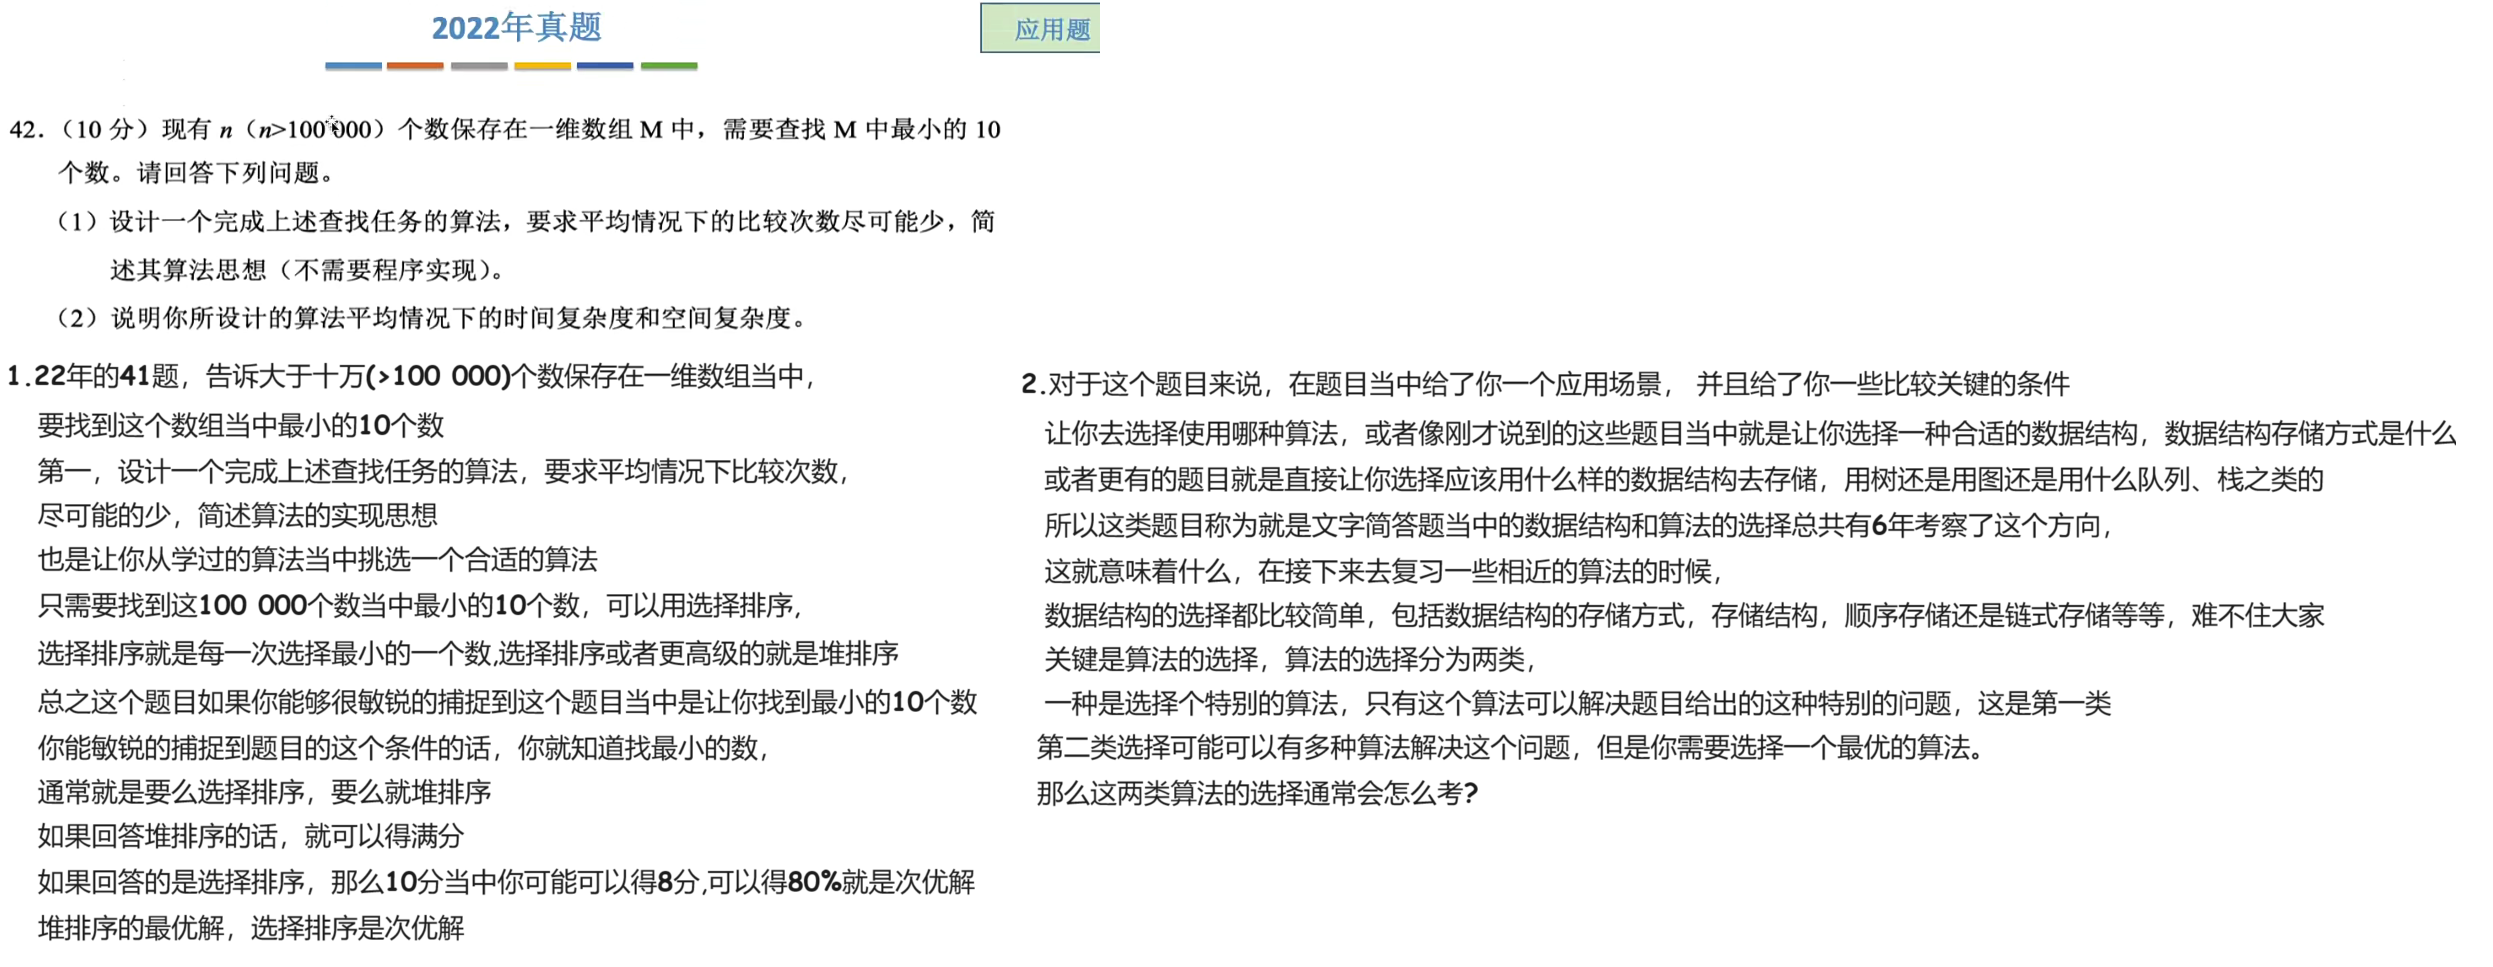 2022年真题
应用题
42.（10 分）现有 n（n>100 000）个数保存在一维数组 M 中，需要查找 M 中最小的 10
个数。请回答下列问题。
（1）设计一个完成上述查找任务的算法，要求平均情况下的比较次数尽可能少，简
述其算法思想（不需要程序实现）。
（2）说明你所设计的算法平均情况下的时间复杂度和空间复杂度。
1.22年的41题，告诉大于十万(>100 000)个数保存在一维数组当中，
要找到这个数组当中最小的10个数
第一，设计一个完成上述查找任务的算法，要求平均情况下比较次数，
尽可能的少，简述算法的实现思想
也是让你从学过的算法当中挑选一个合适的算法
只需要找到这100 000个数当中最小的10个数，可以用选择排序，
选择排序就是每一次选择最小的一个数,选择排序或者更高级的就是堆排序
总之这个题目如果你能够很敏锐的捕捉到这个题目当中是让你找到最小的10个数
你能敏锐的捕捉到题目的这个条件的话，你就知道找最小的数，
通常就是要么选择排序，要么就堆排序
如果回答堆排序的话，就可以得满分
如果回答的是选择排序，那么10分当中你可能可以得8分,可以得80%就是次优解
堆排序的最优解，选择排序是次优解
2.对于这个题目来说，在题目当中给了你一个应用场景， 并且给了你一些比较关键的条件
让你去选择使用哪种算法，或者像刚才说到的这些题目当中就是让你选择一种合适的数据结构，数据结构存储方式是什么
或者更有的题目就是直接让你选择应该用什么样的数据结构去存储，用树还是用图还是用什么队列、栈之类的
所以这类题目称为就是文字简答题当中的数据结构和算法的选择总共有6年考察了这个方向，
这就意味着什么，在接下来去复习一些相近的算法的时候，
数据结构的选择都比较简单，包括数据结构的存储方式，存储结构，顺序存储还是链式存储等等，难不住大家
关键是算法的选择，算法的选择分为两类，
一种是选择个特别的算法，只有这个算法可以解决题目给出的这种特别的问题，这是第一类
第二类选择可能可以有多种算法解决这个问题，但是你需要选择一个最优的算法。
那么这两类算法的选择通常会怎么考?